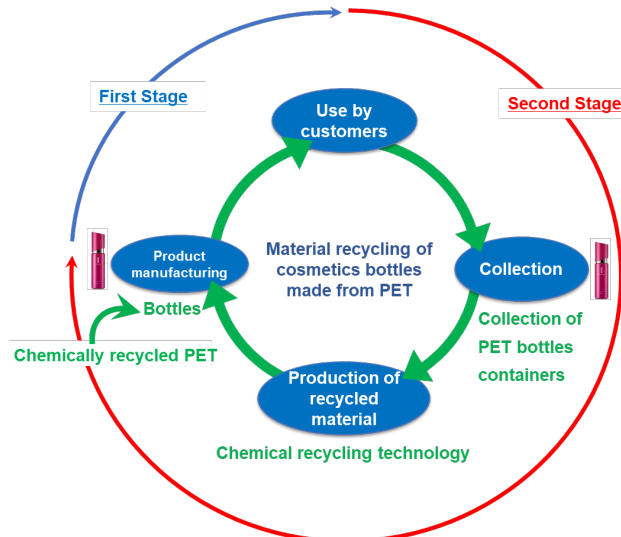 First Stage
Second Stage
Use by
customers
Product
manufacturing
Material recycling of
cosmetics bottles
made from PET
Collection
Bottles
Chemically recycled PET
Collection of
PET bottles
containers
Production of
recycled
material
Chemical recycling technology